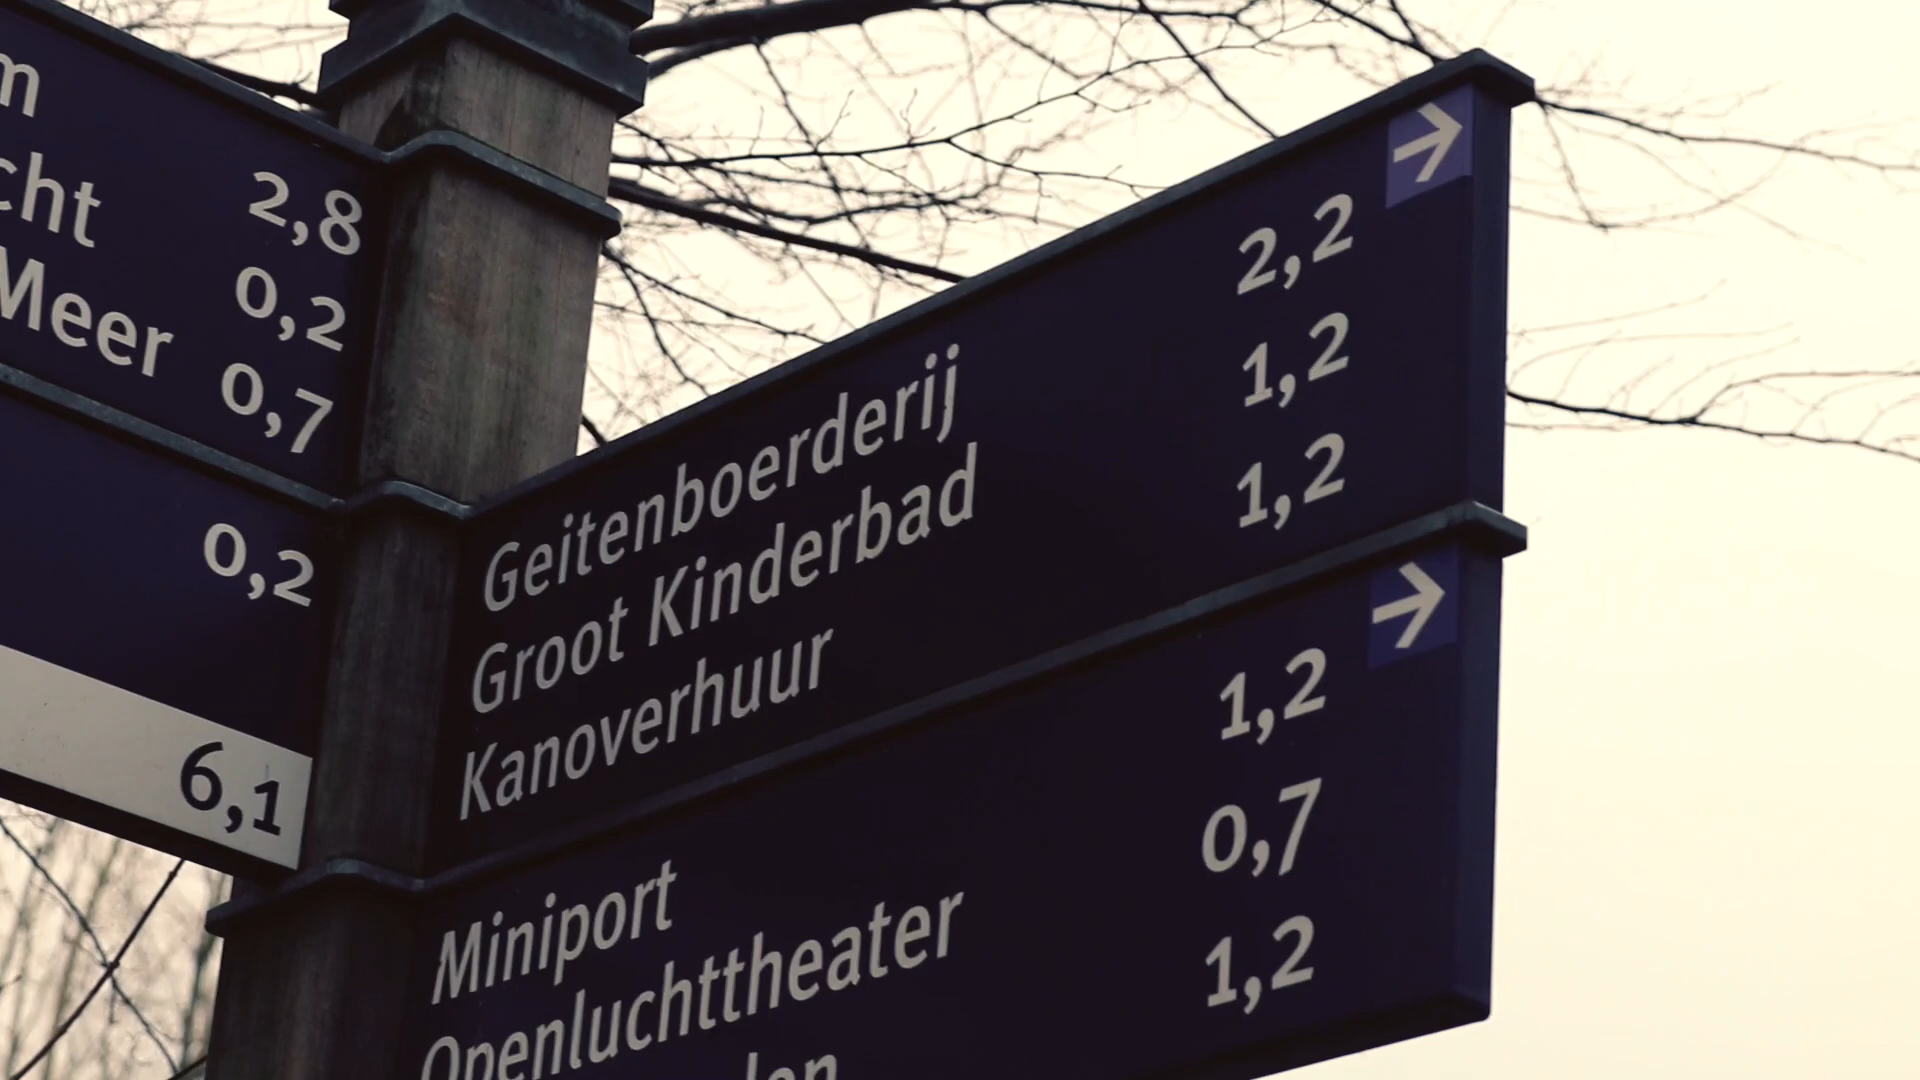 2,8
0,2
Meer 0,7
0,2
6,1
Geitenboerderij 2,2
Groot Kinderbad 1,2
Kanoverhuur 1,2
Miniport 1,2
Openluchttheater 0,7
1,2